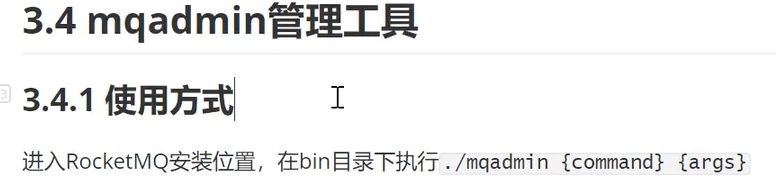 3.4 mqadmin管理工具
3
3.4.1 使用方式
进入RocketMQ安装位置，在bin目录下执行./mqadmin {command} {args}